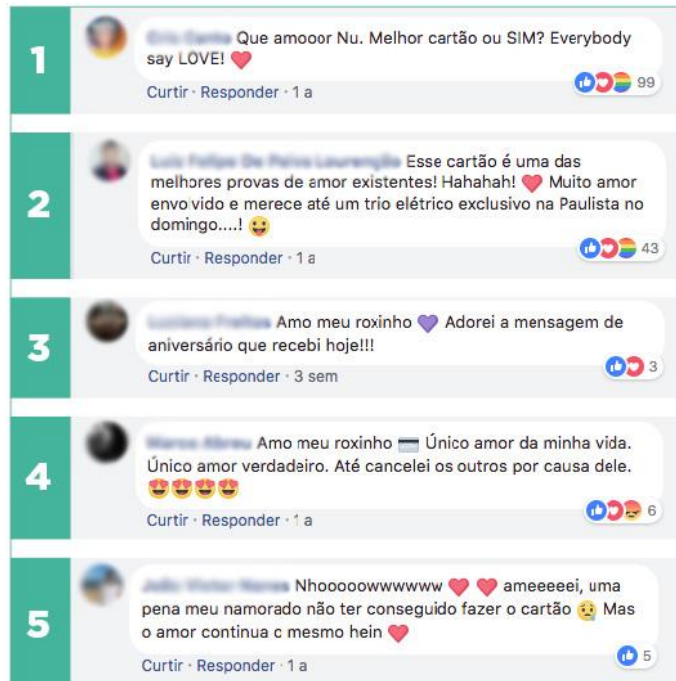 1
Que amooor Nu. Melhor cartão ou SIM? Everybody
say LOVE!
99
Curtir · Responder · 1 a
2
Esse cartão é uma das
melhores provas de amor existentes! Hahahah! Muito amor
envolvido e merece até um trio elétrico exclusivo na Paulista no
domingo....!
43
Curtir · Responder · 1 a
3
Amo meu roxinho Adorei a mensagem de
aniversário que recebi hoje!!!
3
Curtir · Responder · 3 sem
4
Amo meu roxinho Único amor da minha vida.
Único amor verdadeiro. Até cancelei os outros por causa dele.
6
Curtir · Responder · 1 a
5
Nhooooowwwwww ameeeeei, uma
pena meu namorado não ter conseguido fazer o cartão Mas
o amor continua o mesmo hein
5
Curtir · Responder · 1 a